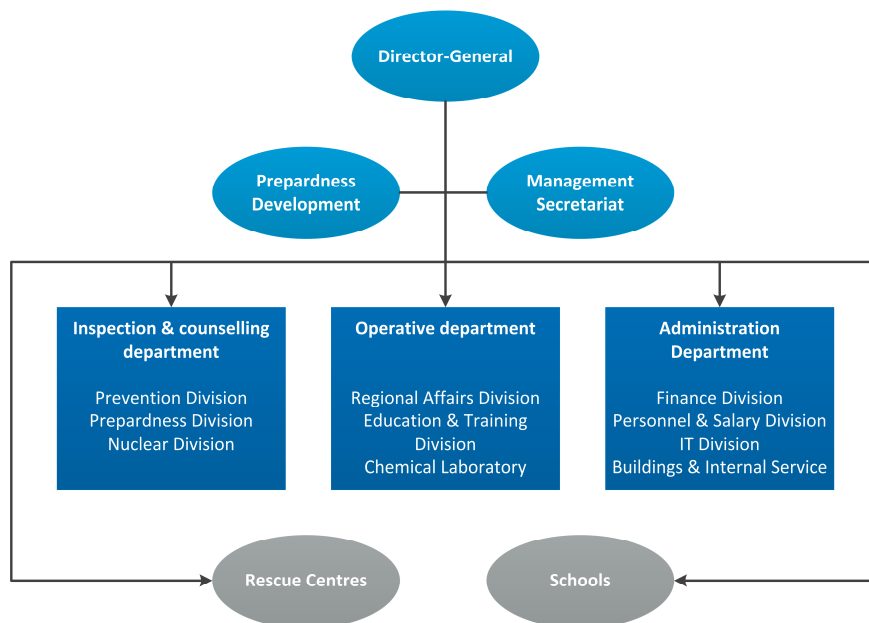 Director-General
Prepardness
Development
Management
Secretariat
Inspection & counselling
department
Prevention Division
Prepardness Division
Nuclear Division
Operative department
Regional Affairs Division
Education & Training
Division
Chemical Laboratory
Administration
Department
Finance Division
Personnel & Salary Division
IT Division
Buildings & Internal Service
Rescue Centres
Schools